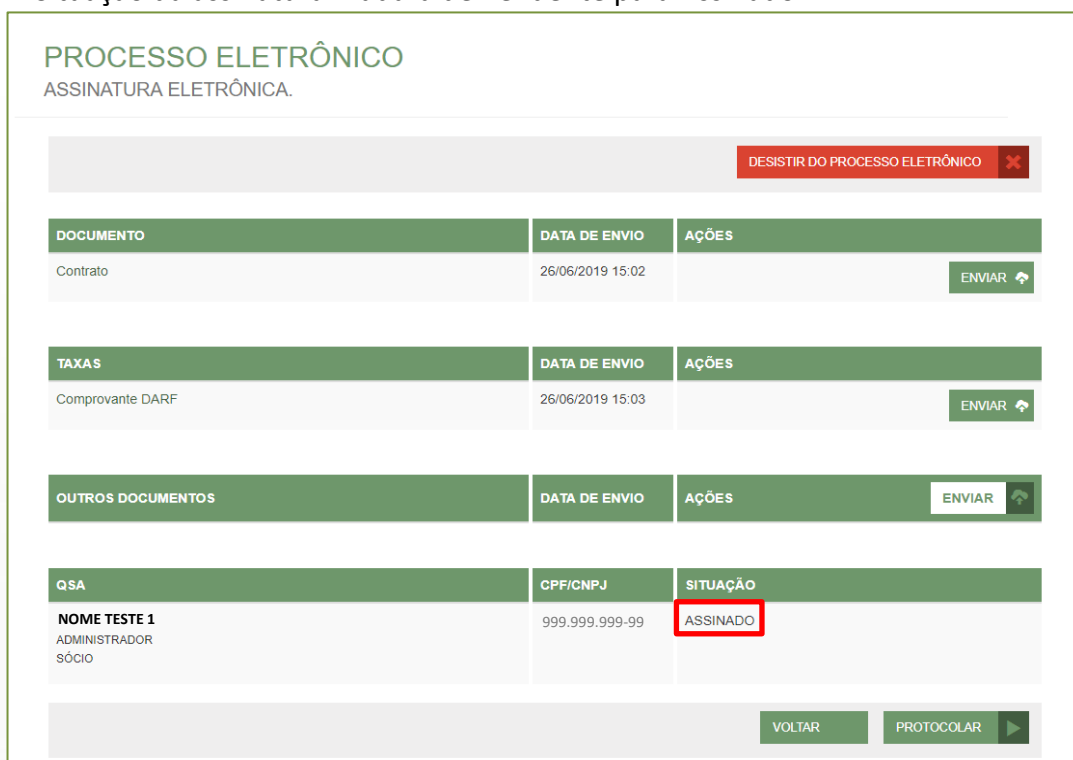 PROCESSO ELETRÔNICO
ASSINATURA ELETRÔNICA.
DESISTIR DO PROCESSO ELETRÔNICO
DOCUMENTO DATA DE ENVIO AÇÕES
Contrato 26/06/2019 15:02 ENVIAR
TAXAS DATA DE ENVIO AÇÕES
Comprovante DARF 26/06/2019 15:03 ENVIAR
OUTROS DOCUMENTOS DATA DE ENVIO AÇÕES ENVIAR
QSA CPF/CNPJ SITUAÇÃO
NOME TESTE 1 999.999.999-99 ASSINADO
ADMINISTRADOR
SÓCIO
VOLTAR PROTOCOLAR